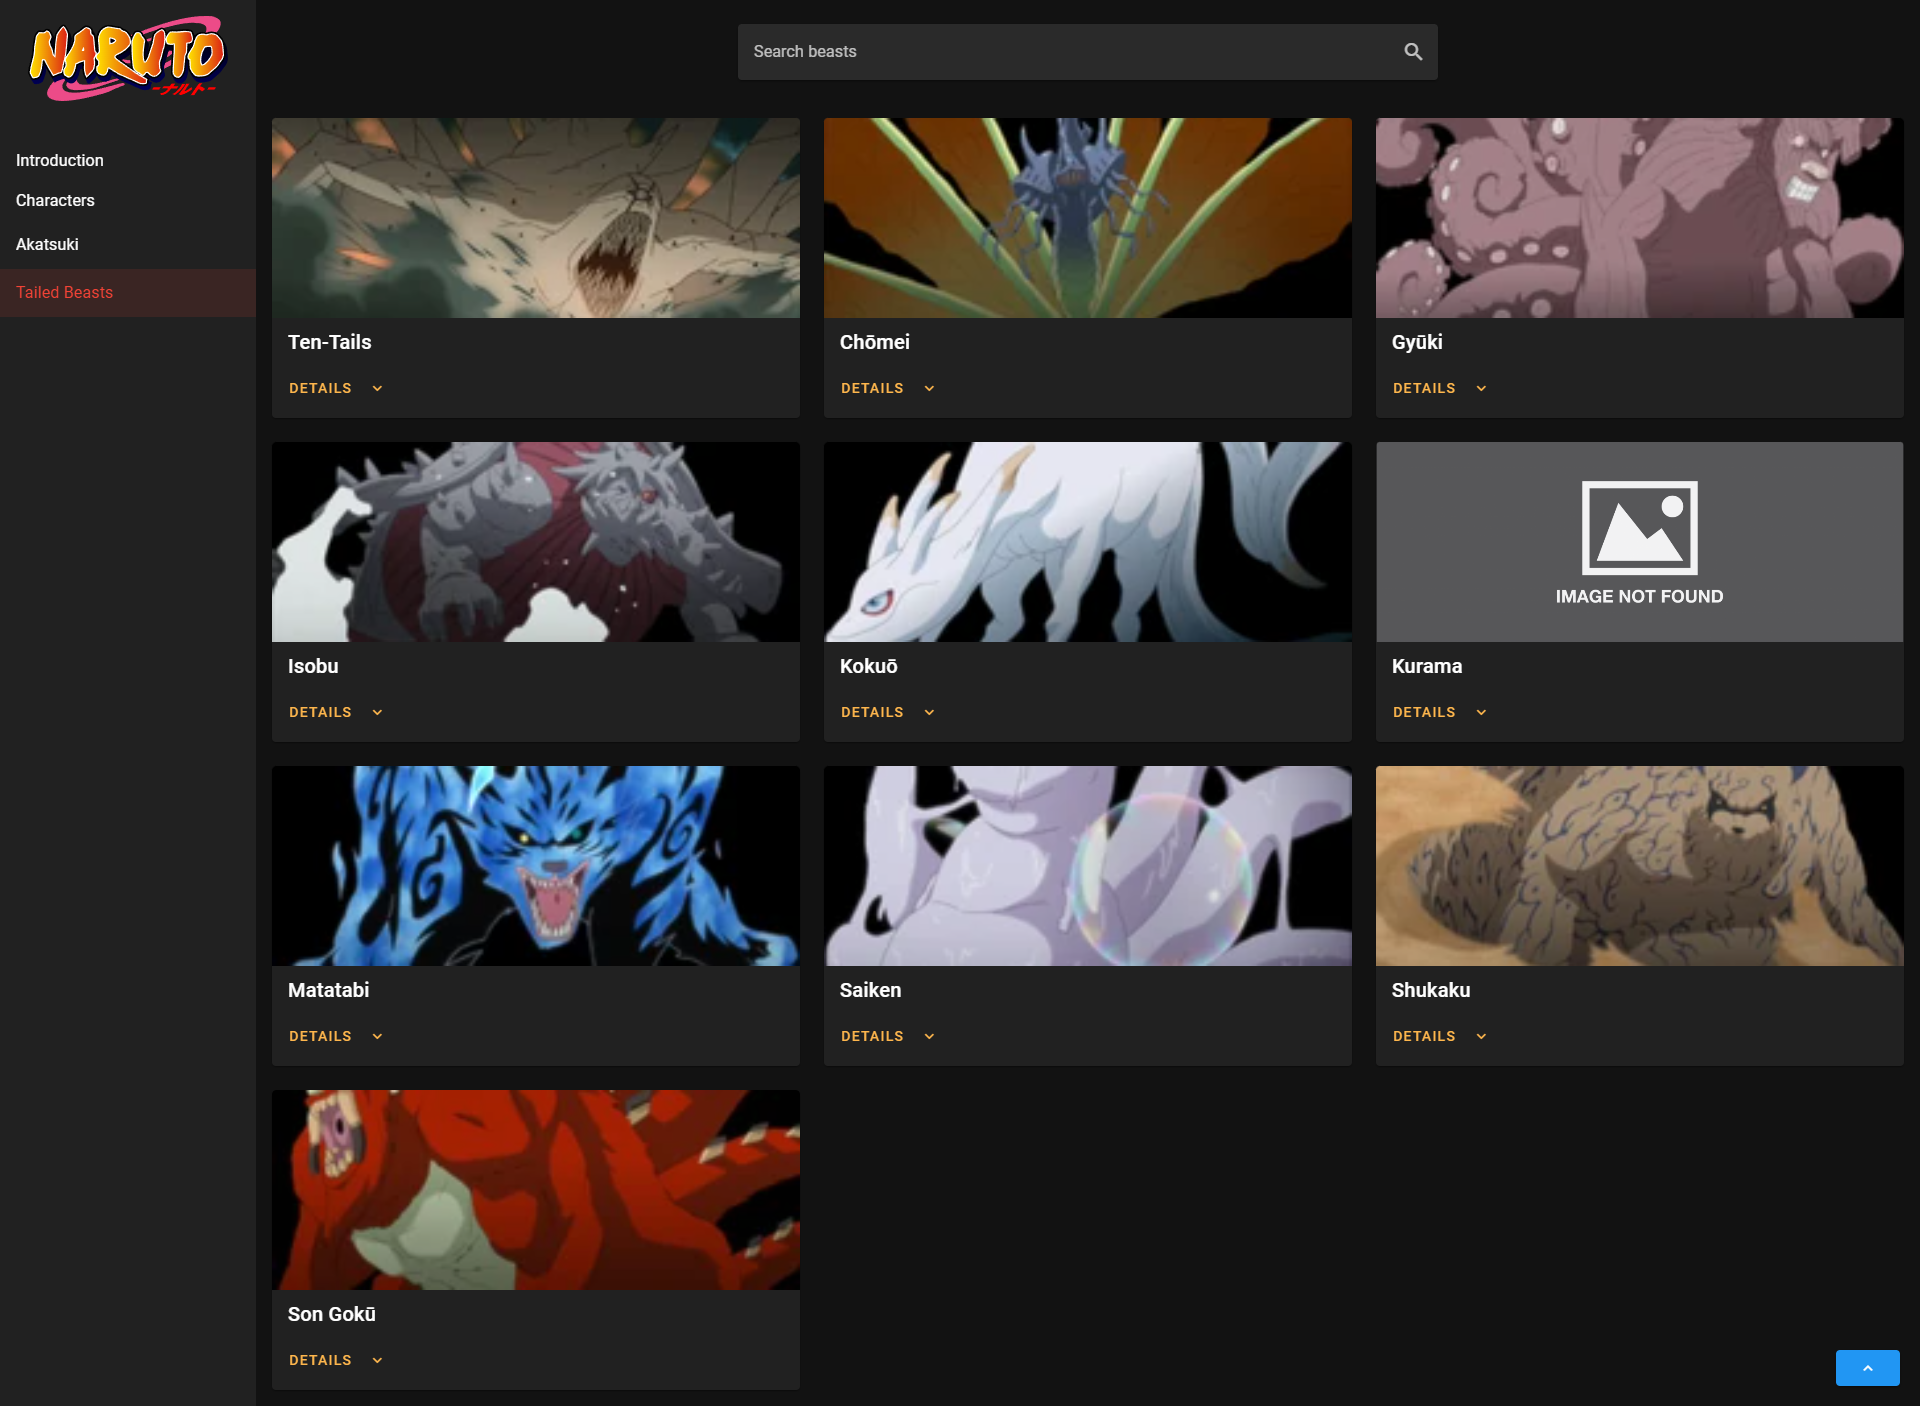 NARUTO
-ナルト-
Search beasts
Introduction
Characters
Akatsuki
Tailed Beasts
Ten-Tails
DETAILS
Chōmei
DETAILS
Gyūki
DETAILS
Isobu
DETAILS
Kokuō
DETAILS
IMAGE NOT FOUND
Kurama
DETAILS
Matatabi
DETAILS
Saiken
DETAILS
Shukaku
DETAILS
Son Gokū
DETAILS